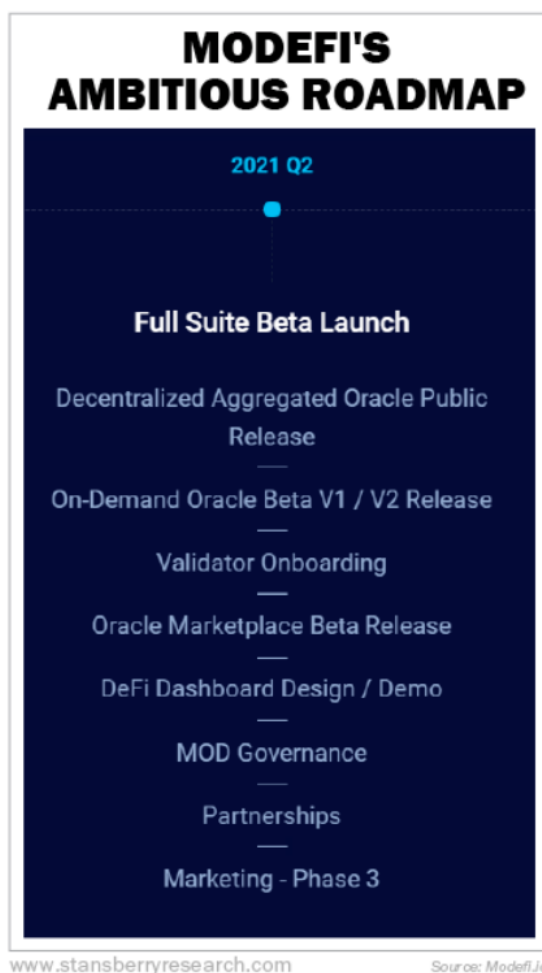 MODEFI'S
AMBITIOUS ROADMAP
2021 Q2
Full Suite Beta Launch
Decentralized Aggregated Oracle Public
Release
On-Demand Oracle Beta V1 / V2 Release
Validator Onboarding
Oracle Marketplace Beta Release
DeFi Dashboard Design / Demo
MOD Governance
Partnerships
Marketing - Phase 3
www.stansberryresearch.com
Source: Modefi.io